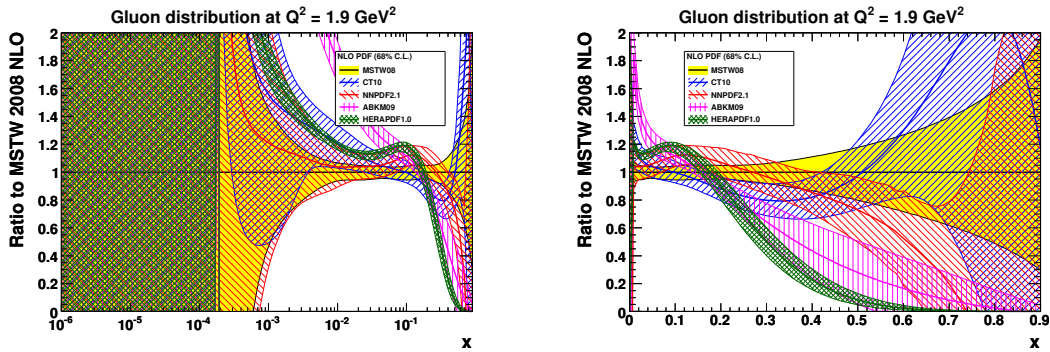 Gluon distribution at Q² = 1.9 GeV²
Ratio to MSTW 2008 NLO
2
1.8
1.6
1.4
1.2
1
0.8
0.6
0.4
0.2
0
NLO PDF (68% C.L.)
MSTW08
CT10
NNPDF2.1
ABKM09
HERAPDF1.0
10⁻⁶ 10⁻⁵ 10⁻⁴ 10⁻³ 10⁻² 10⁻¹
x
Gluon distribution at Q² = 1.9 GeV²
Ratio to MSTW 2008 NLO
2
1.8
1.6
1.4
1.2
1
0.8
0.6
0.4
0.2
0
NLO PDF (68% C.L.)
MSTW08
CT10
NNPDF2.1
ABKM09
HERAPDF1.0
0 0.1 0.2 0.3 0.4 0.5 0.6 0.7 0.8 0.9
x